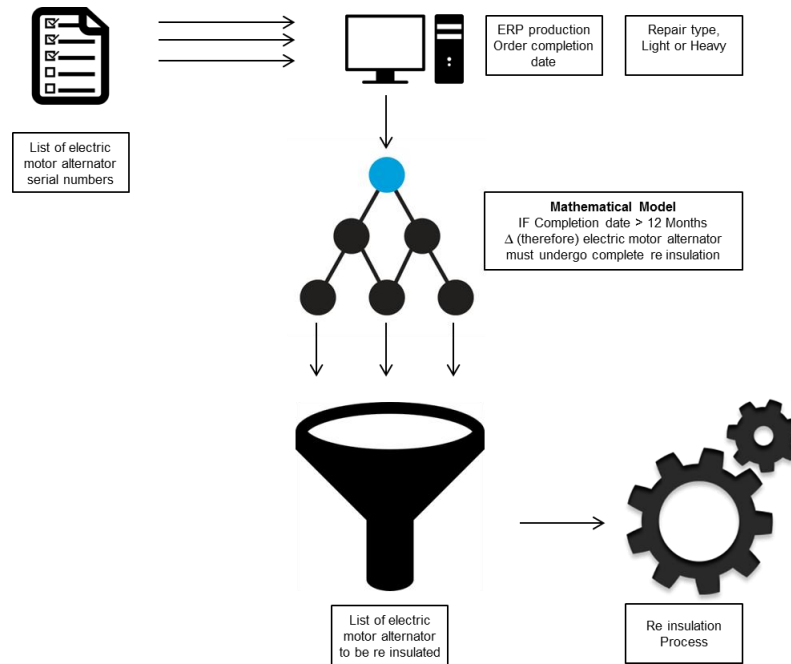 ERP production
Order completion
date
Repair type,
Light or Heavy
List of electric
motor alternator
serial numbers
Mathematical Model
IF Completion date > 12 Months
Δ (therefore) electric motor alternator
must undergo complete re insulation
List of electric
motor alternator
to be re insulated
Re insulation
Process